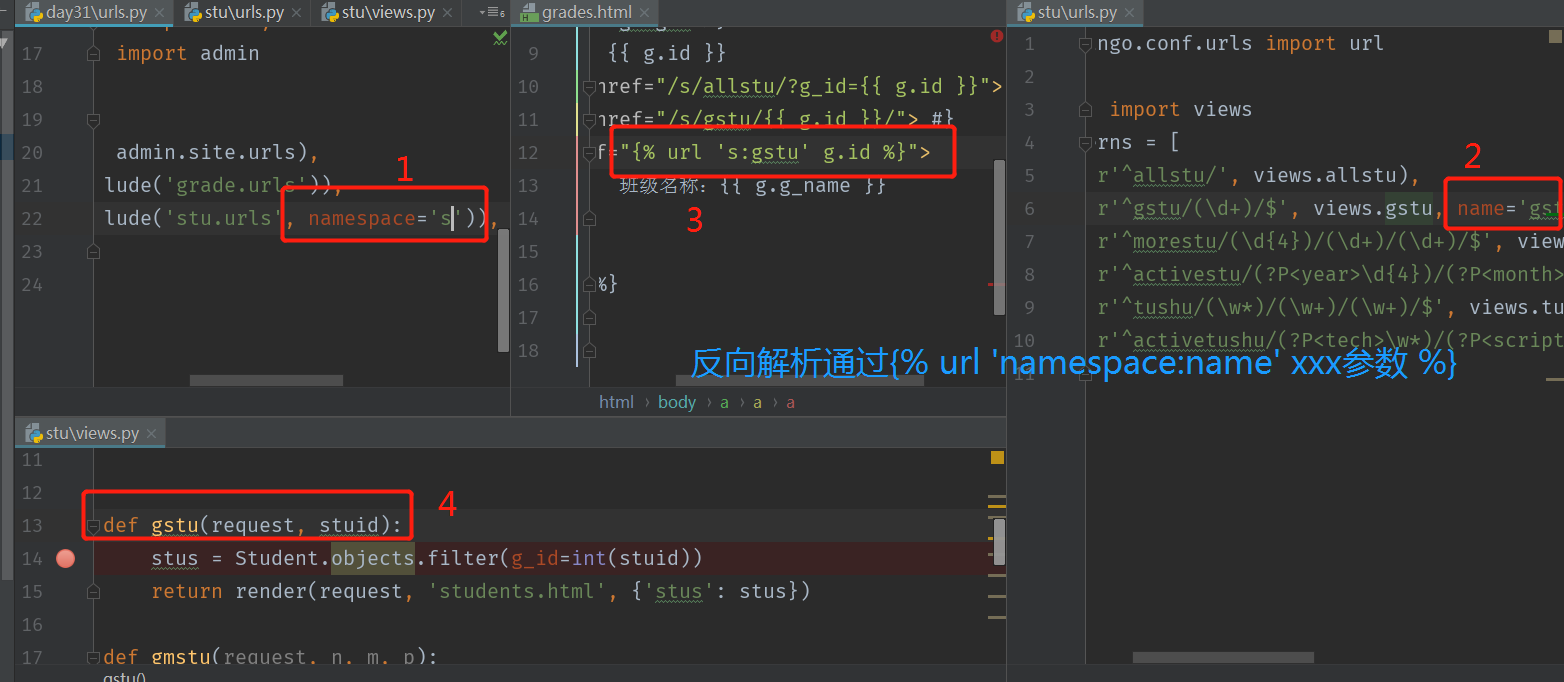 day31\urls.py
stu\urls.py
stu\views.py
6
17 import admin
18
19
20 admin.site.urls),
1
21 lude('grade.urls')),
22 lude('stu.urls', namespace='s')),
23
24
grades.html
9 {{ g.id }}
10 href="/s/allstu/?g_id={{ g.id }}">
11 href="/s/gstu/{{ g.id }}/"> #}
12 f="{% url 's:gstu' g.id %}">
13 班级名称：{{ g.g_name }}
14
3
15
16 %}
17
18
html › body › a › a › a
stu\urls.py
1 ngo.conf.urls import url
2
3 import views
4 rns = [
2
5 r'^allstu/', views.allstu),
6 r'^gstu/(\d+)/$', views.gstu, name='gst
7 r'^morestu/(\d{4})/(\d+)/(\d+)/$', view
8 r'^activestu/(?P<year>\d{4})/(?P<month>
9 r'^tushu/(\w*)/(\w+)/(\w+)/$', views.tu
10 r'^activetushu/(?P<tech>\w*)/(?P<script
11
反向解析通过{% url 'namespace:name' xxx参数 %}
stu\views.py
11
12
4
13 def gstu(request, stuid):
14 stus = Student.objects.filter(g_id=int(stuid))
15 return render(request, 'students.html', {'stus': stus})
16
17 def gmstu(request, n, m, p):
gstu()